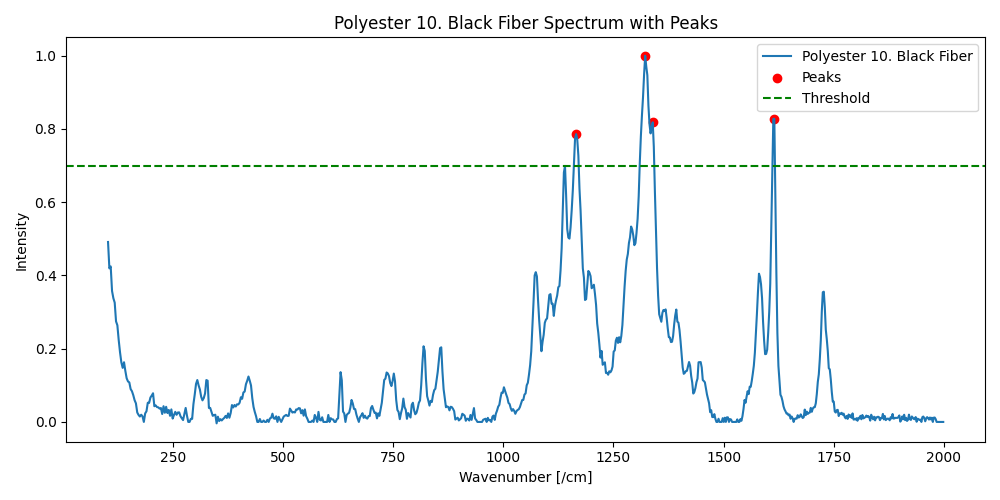 Polyester 10. Black Fiber Spectrum with Peaks
Polyester 10. Black Fiber
Peaks
Threshold
1.0
0.8
0.6
0.4
0.2
0.0
Intensity
250
500
750
1000
1250
1500
1750
2000
Wavenumber [/cm]